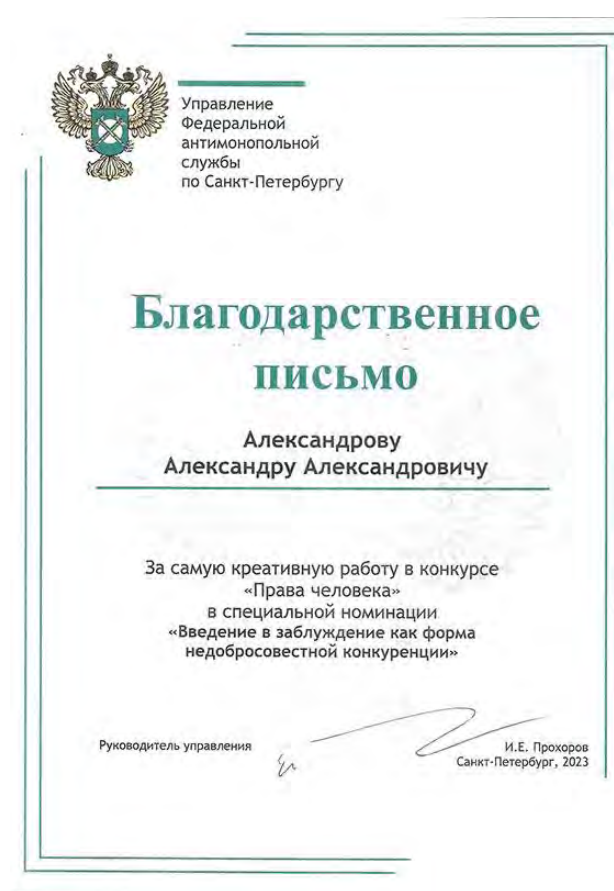 Управление
Федеральной
антимонопольной
службы
по Санкт-Петербургу
Благодарственное
письмо
Александрову
Александру Александровичу
За самую креативную работу в конкурсе
«Права человека»
в специальной номинации
«Введение в заблуждение как форма
недобросовестной конкуренции»
Руководитель управления
И.Е. Прохоров
Санкт-Петербург, 2023